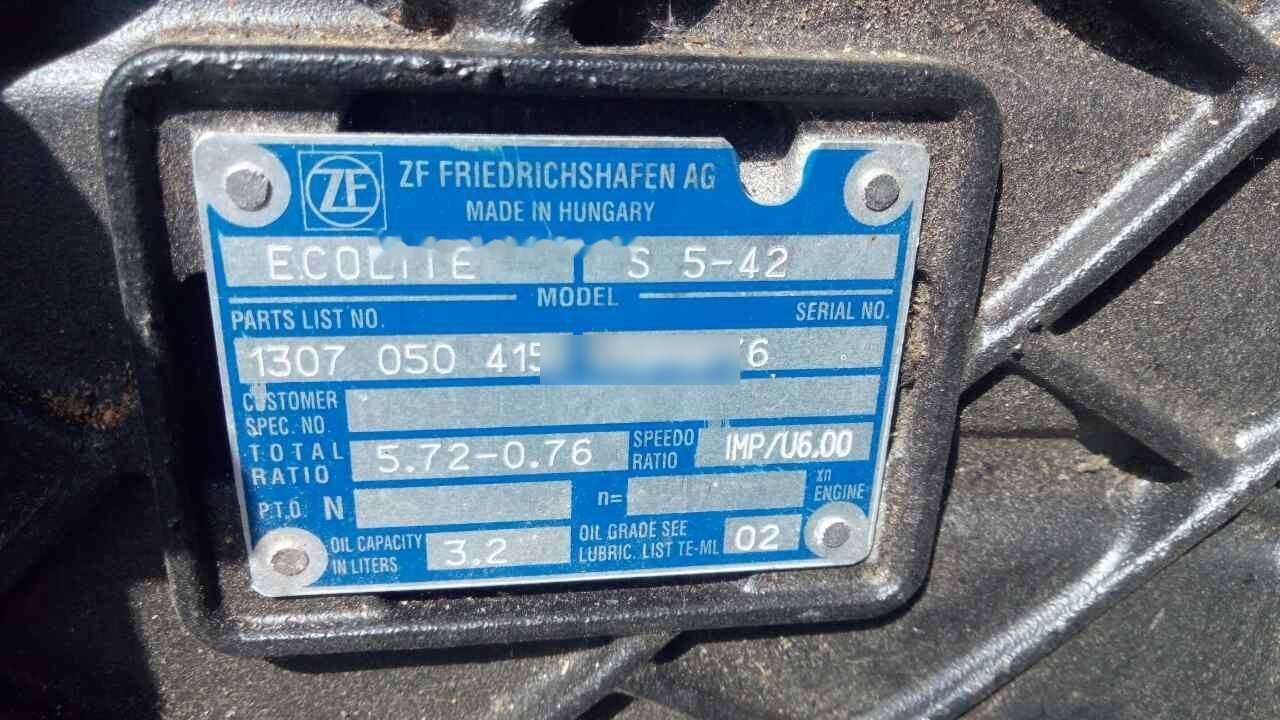 ZF ZF FRIEDRICHSHAFEN AG
MADE IN HUNGARY
E.COLITE S 5-42
MODEL
PARTS LIST NO. SERIAL NO.
1307 050 415
CUSTOMER
SPEC. NO.
TOTAL
RATIO 5.72-0.76 SPEEDO
RATIO IMP/U6.00
P.T.O. N n= xn
ENGINE
OIL CAPACITY
IN LITERS 3.2 OIL GRADE SEE
LUBRIC. LIST TE-ML 02